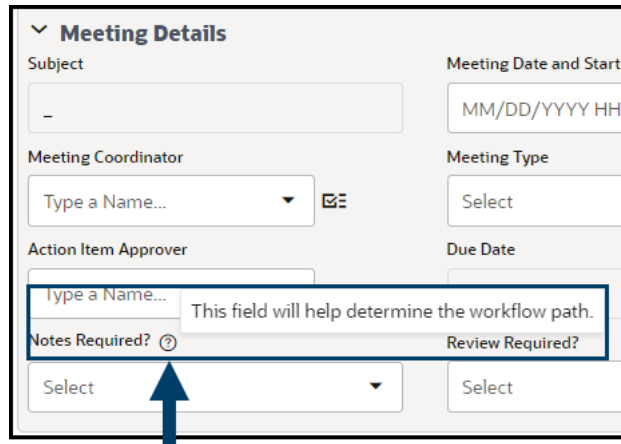 Meeting Details
Subject
Meeting Date and Start
_
MM/DD/YYYY HH
Meeting Coordinator
Meeting Type
Type a Name...
Select
Action Item Approver
Due Date
Type a Name...
This field will help determine the workflow path.
Notes Required? ?
Review Required?
Select
Select